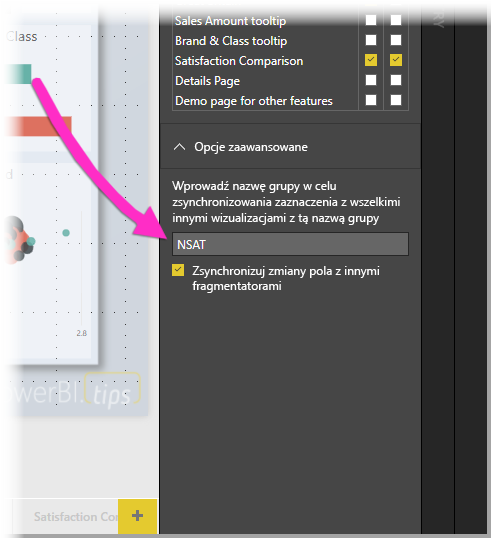 Class
Sales Amount tooltip
Brand & Class tooltip
Satisfaction Comparison
Details Page
Demo page for other features
Opcje zaawansowane
Wprowadź nazwę grupy w celu
zsynchronizowania zaznaczenia z wszelkimi
innymi wizualizacjami z tą nazwą grupy
NSAT
Zsynchronizuj zmiany pola z innymi
fragmentatorami
2.8
werBI.tips
Satisfaction Co
+